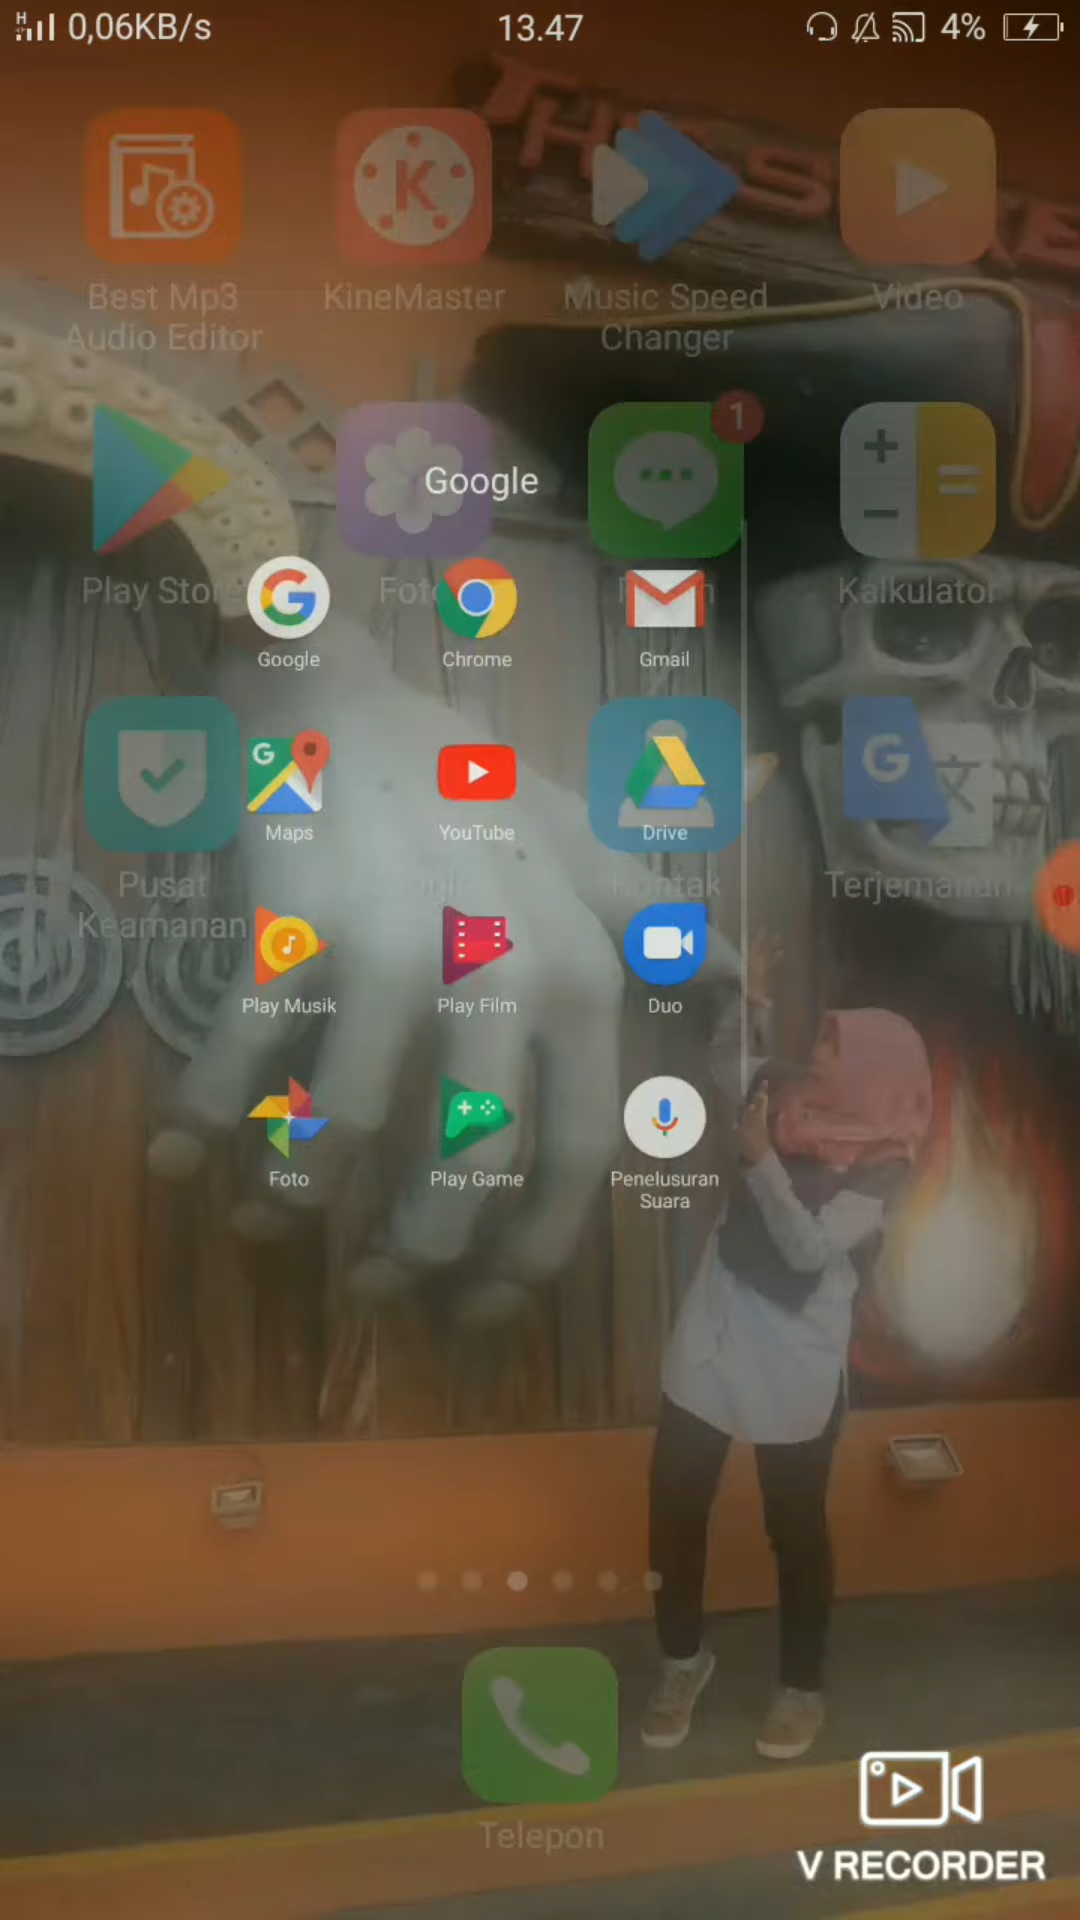 H 0,06KB/s 13.47 4%
THE S E
Best Mp3
Audio Editor
KineMaster
Music Speed
Changer
Video
1
Google
Play Store
Kalkulator
Google
Chrome
Gmail
Maps
YouTube
Drive
Pusat
Keamanan
Kontak
Terjemahan
Play Musik
Play Film
Duo
Foto
Play Game
Penelusuran
Suara
Telepon
V RECORDER